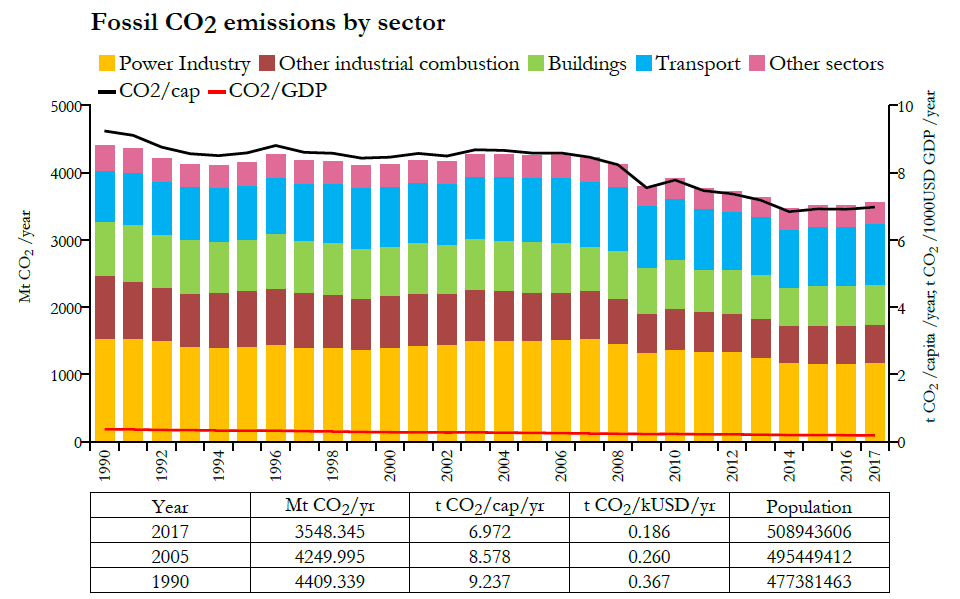 Fossil CO2 emissions by sector
Power Industry Other industrial combustion Buildings Transport Other sectors
CO2/cap CO2/GDP
Mt CO₂ /year
5000
4000
3000
2000
1000
0
10
8
6
4
2
0
t CO₂ /capita /year; t CO₂ /1000USD GDP /year
1990 1992 1994 1996 1998 2000 2002 2004 2006 2008 2010 2012 2014 2016 2017
Year Mt CO₂/yr t CO₂/cap/yr t CO₂/kUSD/yr Population
2017 3548.345 6.972 0.186 508943606
2005 4249.995 8.578 0.260 495449412
1990 4409.339 9.237 0.367 477381463